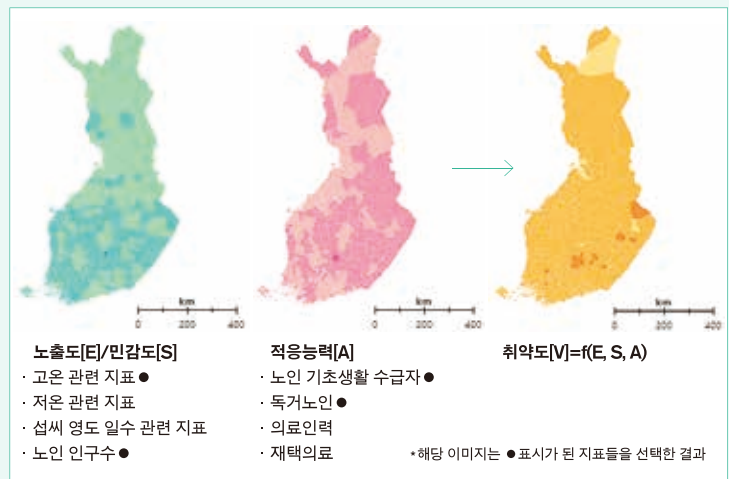 km
0 200 400
km
0 200 400
km
0 200 400
노출도[E]/민감도[S]
· 고온 관련 지표 ●
· 저온 관련 지표
· 섭씨 영도 일수 관련 지표
· 노인 인구수 ●
적응능력[A]
· 노인 기초생활 수급자 ●
· 독거노인 ●
· 의료인력
· 재택의료
취약도[V]=f(E, S, A)
*해당 이미지는 ●표시가 된 지표들을 선택한 결과